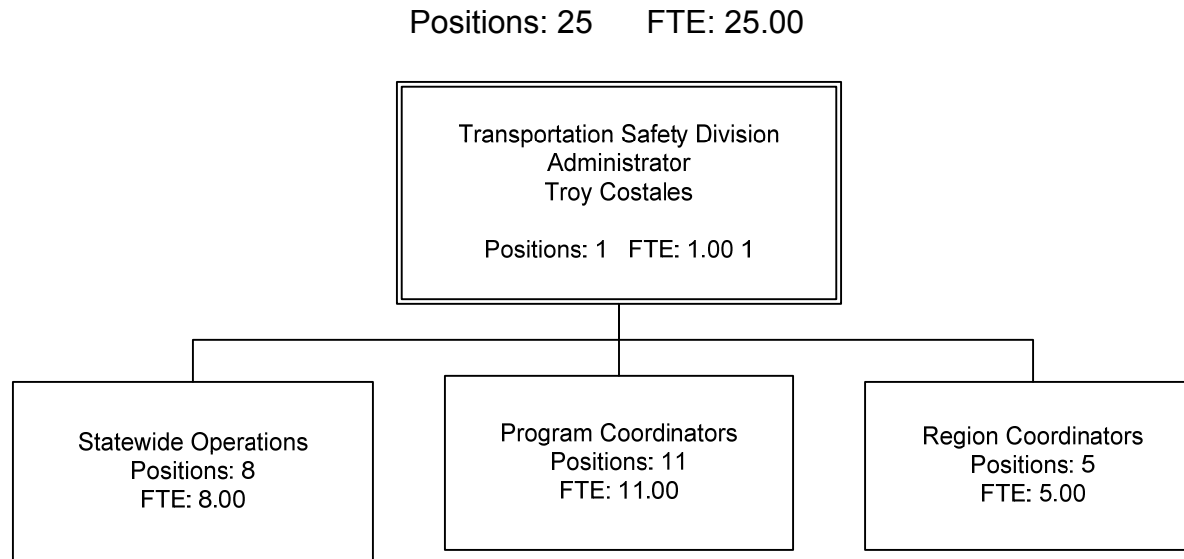 Positions: 25 FTE: 25.00
Transportation Safety Division
Administrator
Troy Costales
Positions: 1 FTE: 1.00 1
Statewide Operations
Positions: 8
FTE: 8.00
Program Coordinators
Positions: 11
FTE: 11.00
Region Coordinators
Positions: 5
FTE: 5.00